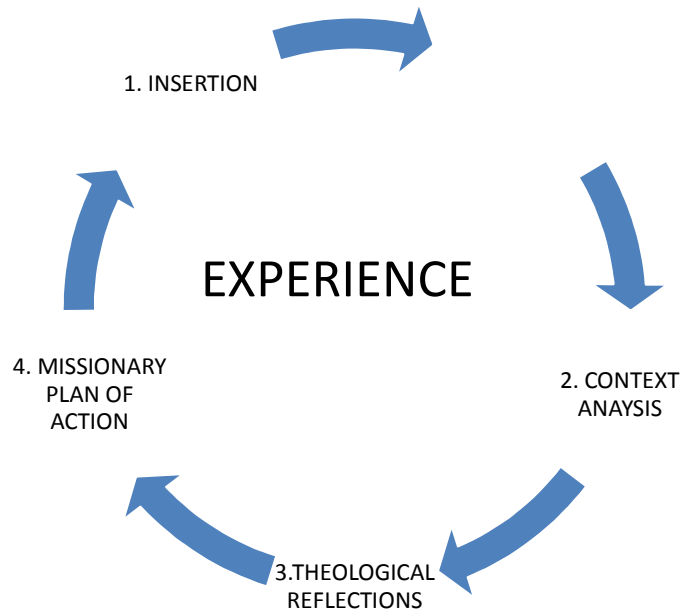 1. INSERTION
EXPERIENCE
2. CONTEXT
ANAYSIS
3.THEOLOGICAL
REFLECTIONS
4. MISSIONARY
PLAN OF
ACTION